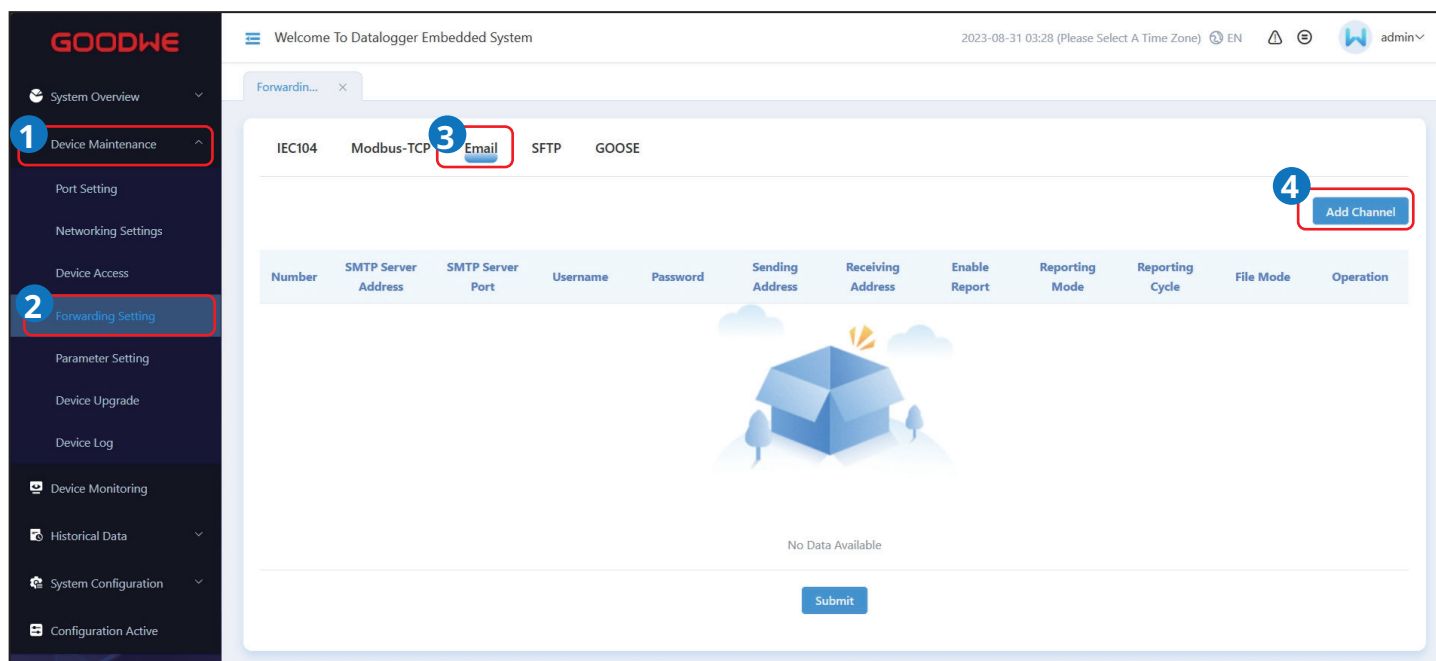 GOODWE
Welcome To Datalogger Embedded System
2023-08-31 03:28 (Please Select A Time Zone) EN
admin
System Overview
1
Device Maintenance
Port Setting
Networking Settings
Device Access
2
Forwarding Setting
Parameter Setting
Device Upgrade
Device Log
Device Monitoring
Historical Data
System Configuration
Configuration Active
Forwardin... ×
IEC104 Modbus-TCP 3 Email SFTP GOOSE
4
Add Channel
Number SMTP Server Address SMTP Server Port Username Password Sending Address Receiving Address Enable Report Reporting Mode Reporting Cycle File Mode Operation
No Data Available
Submit